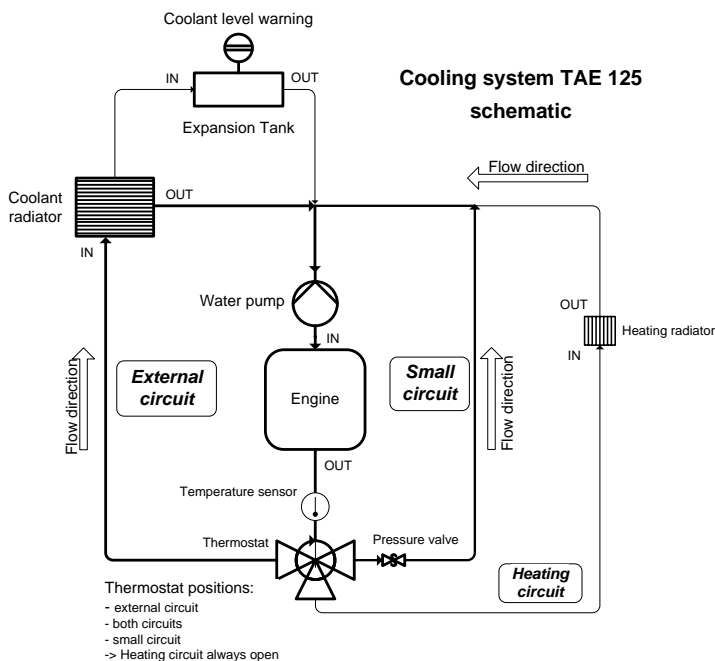 Coolant level warning
IN
OUT
Expansion Tank
Cooling system TAE 125
schematic
Flow direction
Coolant
radiator
OUT
IN
Water pump
IN
OUT
IN
Heating radiator
Flow direction
External
circuit
Engine
Small
circuit
Flow direction
OUT
Temperature sensor
Thermostat
Pressure valve
Heating
circuit
Thermostat positions:
- external circuit
- both circuits
- small circuit
-> Heating circuit always open